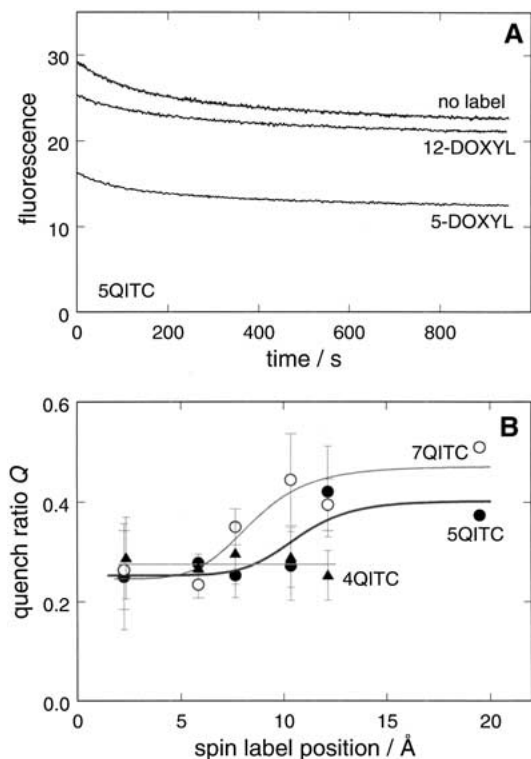 A
30
20
10
0
fluorescence
no label
12-DOXYL
5-DOXYL
5QITC
0 200 400 600 800
time / s
B
0.6
0.4
0.2
0.0
quench ratio Q
7QITC
5QITC
4QITC
0 5 10 15 20
spin label position / Å